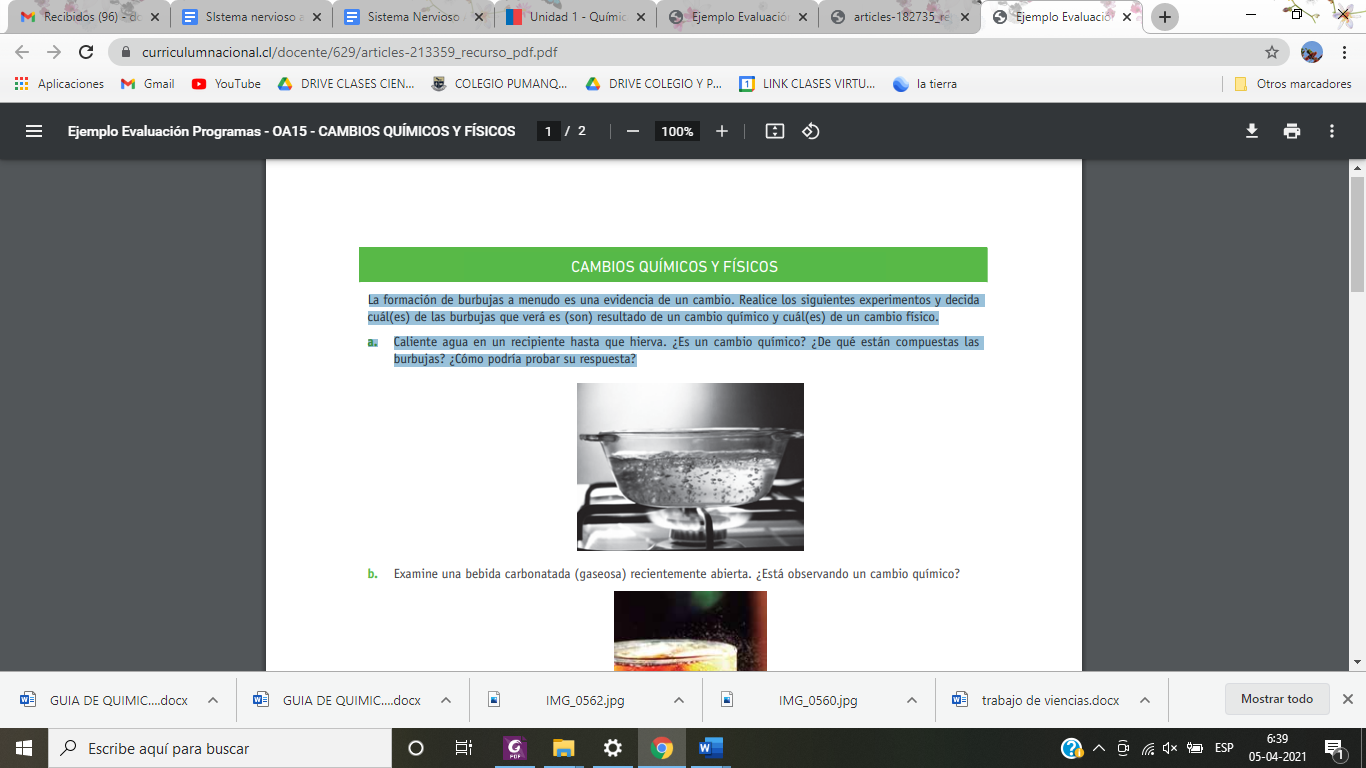 Recibidos (96) - d
SIstema nervioso a
Sistema Nervioso
Unidad 1 - Químic
Ejemplo Evaluació
articles-182735_re
Ejemplo Evaluació
curriculumnacional.cl/docente/629/articles-213359_recurso_pdf.pdf
Aplicaciones
Gmail
YouTube
DRIVE CLASES CIEN...
COLEGIO PUMANQ...
DRIVE COLEGIO Y P...
LINK CLASES VIRTU...
la tierra
Otros marcadores
Ejemplo Evaluación Programas - OA15 - CAMBIOS QUÍMICOS Y FÍSICOS
1 / 2
100%
CAMBIOS QUÍMICOS Y FÍSICOS
La formación de burbujas a menudo es una evidencia de un cambio. Realice los siguientes experimentos y decida
cuál(es) de las burbujas que verá es (son) resultado de un cambio químico y cuál(es) de un cambio físico.
a. Caliente agua en un recipiente hasta que hierva. ¿Es un cambio químico? ¿De qué están compuestas las
burbujas? ¿Cómo podría probar su respuesta?
b. Examine una bebida carbonatada (gaseosa) recientemente abierta. ¿Está observando un cambio químico?
GUIA DE QUIMIC....docx
GUIA DE QUIMIC....docx
IMG_0562.jpg
IMG_0560.jpg
trabajo de viencias.docx
Mostrar todo
Escribe aquí para buscar
ESP
6:39
05-04-2021